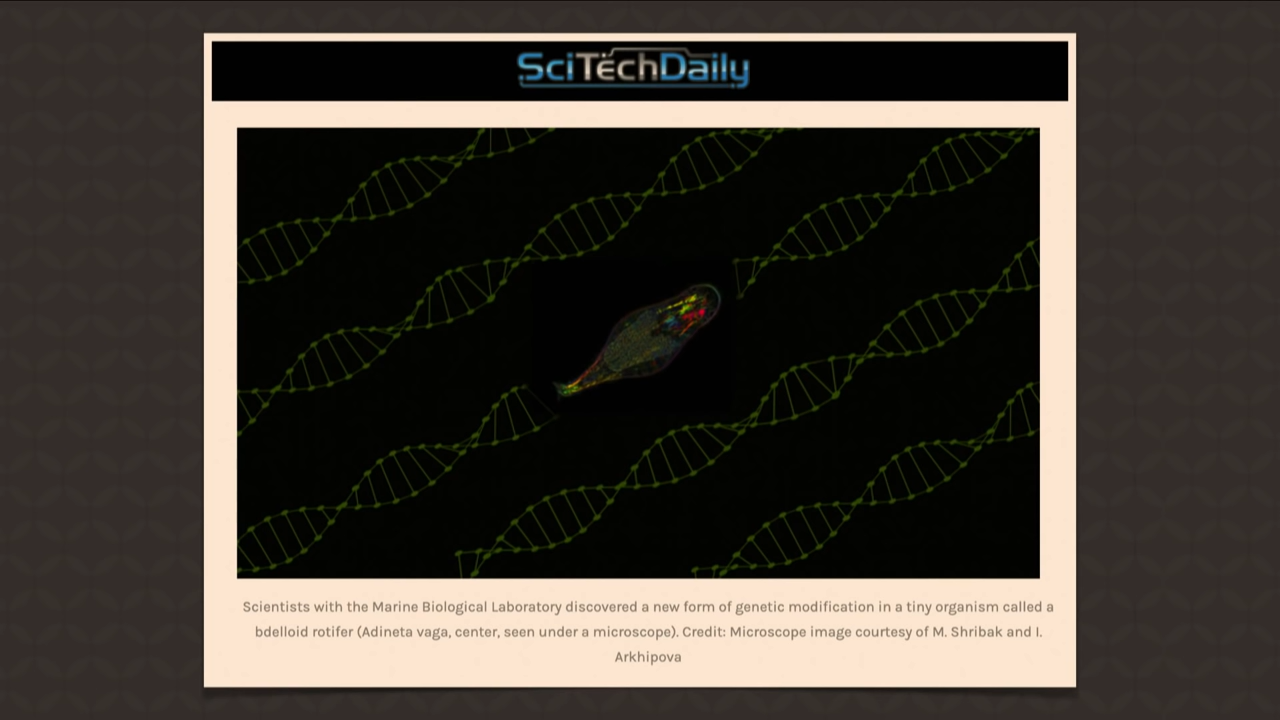 SciTechDaily
Scientists with the Marine Biological Laboratory discovered a new form of genetic modification in a tiny organism called a
bdelloid rotifer (Adineta vaga, center, seen under a microscope). Credit: Microscope image courtesy of M. Shribak and I.
Arkhipova